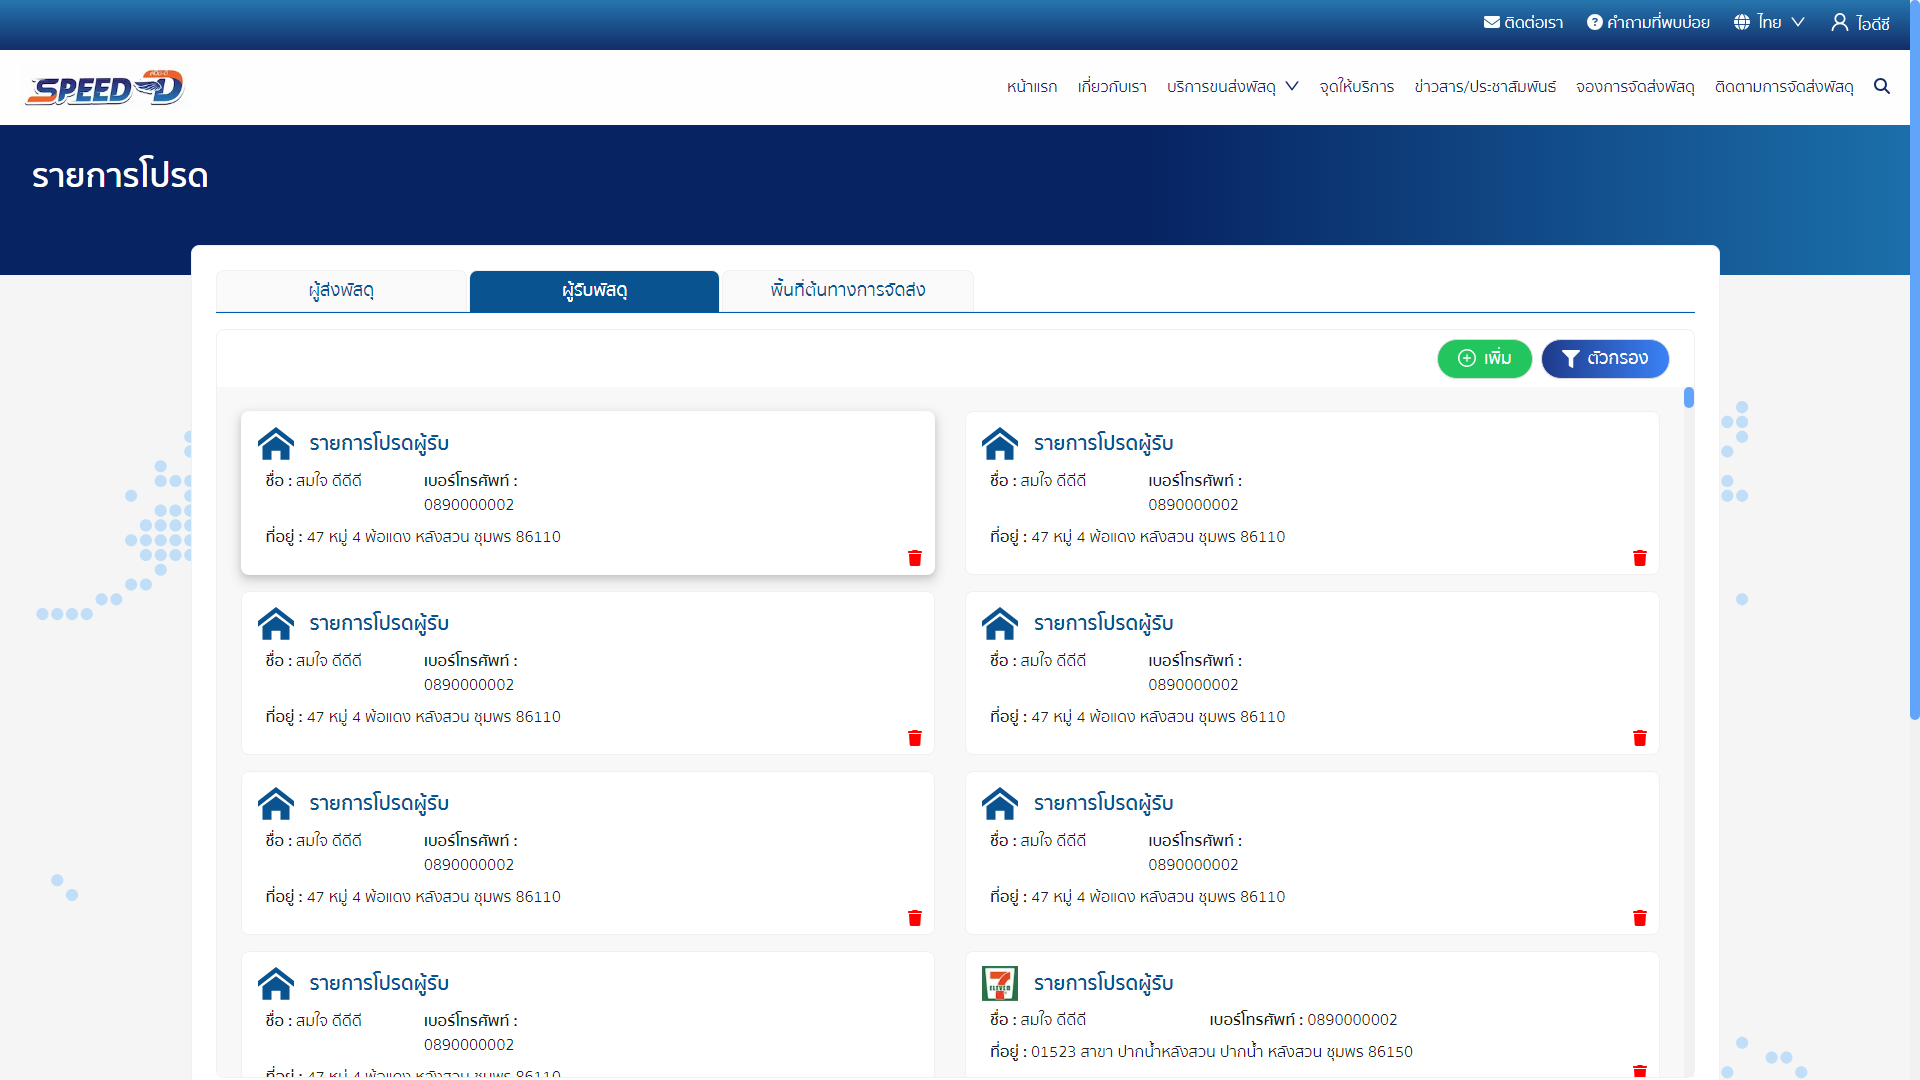 ติดต่อเรา คำถามที่พบบ่อย ไทย ไอดีซี
SPEED-D หน้าแรก เกี่ยวกับเรา บริการขนส่งพัสดุ จุดให้บริการ ข่าวสาร/ประชาสัมพันธ์ จองการจัดส่งพัสดุ ติดตามการจัดส่งพัสดุ
รายการโปรด
ผู้ส่งพัสดุ ผู้รับพัสดุ พื้นที่ต้นทางการจัดส่ง
เพิ่ม ตัวกรอง
รายการโปรดผู้รับ
ชื่อ : สมใจ ดีดีดี เบอร์โทรศัพท์ :
0890000002
ที่อยู่ : 47 หมู่ 4 พ้อแดง หลังสวน ชุมพร 86110
รายการโปรดผู้รับ
ชื่อ : สมใจ ดีดีดี เบอร์โทรศัพท์ :
0890000002
ที่อยู่ : 47 หมู่ 4 พ้อแดง หลังสวน ชุมพร 86110
รายการโปรดผู้รับ
ชื่อ : สมใจ ดีดีดี เบอร์โทรศัพท์ :
0890000002
ที่อยู่ : 47 หมู่ 4 พ้อแดง หลังสวน ชุมพร 86110
รายการโปรดผู้รับ
ชื่อ : สมใจ ดีดีดี เบอร์โทรศัพท์ :
0890000002
ที่อยู่ : 47 หมู่ 4 พ้อแดง หลังสวน ชุมพร 86110
รายการโปรดผู้รับ
ชื่อ : สมใจ ดีดีดี เบอร์โทรศัพท์ :
0890000002
ที่อยู่ : 47 หมู่ 4 พ้อแดง หลังสวน ชุมพร 86110
รายการโปรดผู้รับ
ชื่อ : สมใจ ดีดีดี เบอร์โทรศัพท์ :
0890000002
ที่อยู่ : 47 หมู่ 4 พ้อแดง หลังสวน ชุมพร 86110
รายการโปรดผู้รับ
ชื่อ : สมใจ ดีดีดี เบอร์โทรศัพท์ :
0890000002
ที่อยู่ : 47 หมู่ 4 พ้อแดง หลังสวน ชุมพร 86110
7 ELEVEN
รายการโปรดผู้รับ
ชื่อ : สมใจ ดีดีดี เบอร์โทรศัพท์ : 0890000002
ที่อยู่ : 01523 สาขา ปากน้ำหลังสวน ปากน้ำ หลังสวน ชุมพร 86150